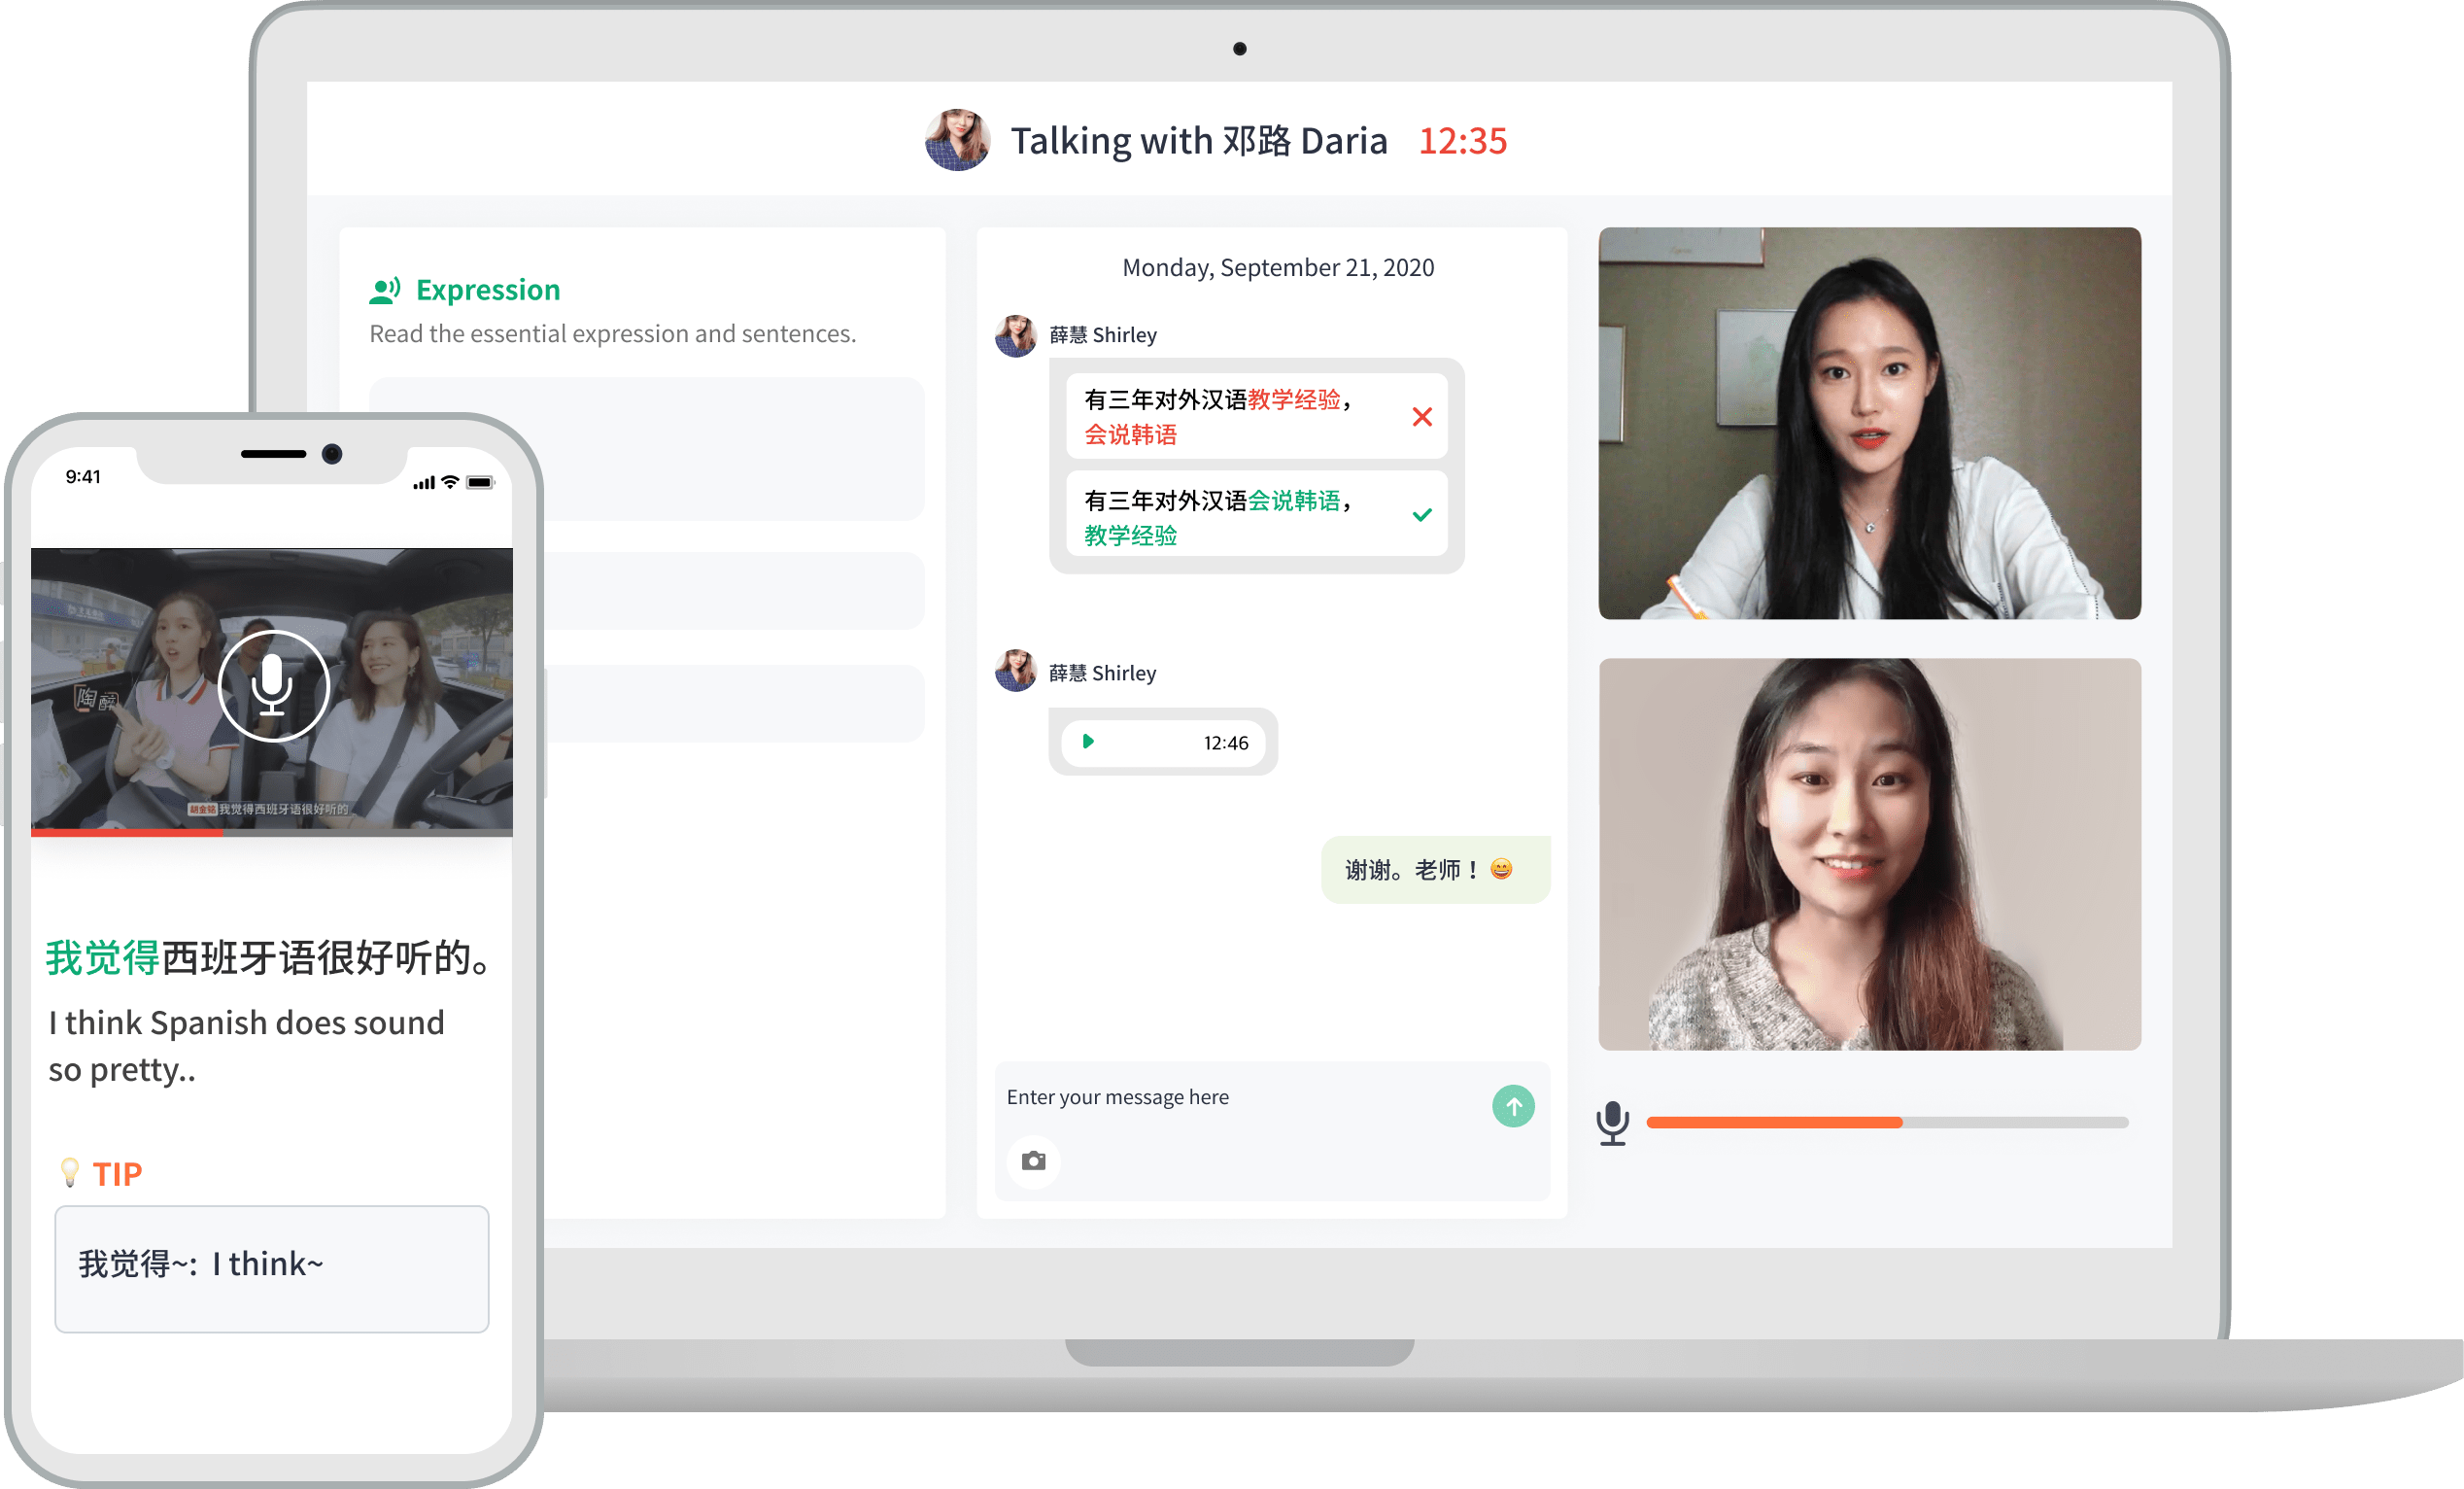 Talking with 邓路 Daria 12:35
Expression
Read the essential expression and sentences.
Monday, September 21, 2020
薛慧 Shirley
有三年对外汉语教学经验，
会说韩语
有三年对外汉语会说韩语，
教学经验
薛慧 Shirley
12:46
谢谢。老师！😄
Enter your message here
9:41
陶醉
胡金铭 我觉得西班牙语很好听的
我觉得西班牙语很好听的。
I think Spanish does sound
so pretty..
TIP
我觉得~: I think~